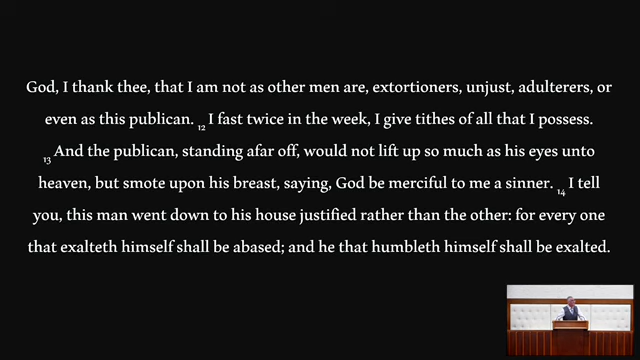 God, I thank thee, that I am not as other men are, extortioners, unjust, adulterers, or
even as this publican. 12 I fast twice in the week, I give tithes of all that I possess.
13 And the publican, standing afar off, would not lift up so much as his eyes unto
heaven, but smote upon his breast, saying, God be merciful to me a sinner. 14 I tell
you, this man went down to his house justified rather than the other: for every one
that exalteth himself shall be abased; and he that humbleth himself shall be exalted.